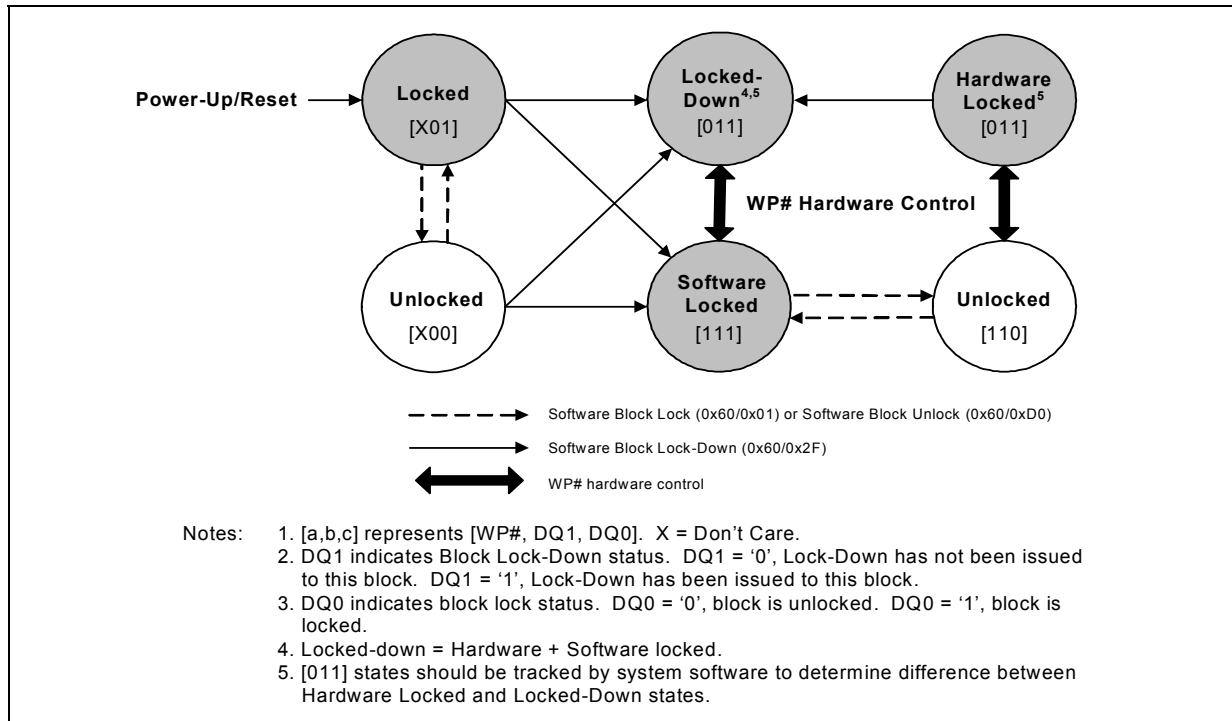 Power-Up/Reset
Locked
[X01]
Locked-
Down4,5
[011]
Hardware
Locked5
[011]
WP# Hardware Control
Unlocked
[X00]
Software
Locked
[111]
Unlocked
[110]
Software Block Lock (0x60/0x01) or Software Block Unlock (0x60/0xD0)
Software Block Lock-Down (0x60/0x2F)
WP# hardware control
Notes: 1. [a,b,c] represents [WP#, DQ1, DQ0]. X = Don't Care.
2. DQ1 indicates Block Lock-Down status. DQ1 = ‘0’, Lock-Down has not been issued
to this block. DQ1 = ‘1’, Lock-Down has been issued to this block.
3. DQ0 indicates block lock status. DQ0 = ‘0’, block is unlocked. DQ0 = ‘1’, block is
locked.
4. Locked-down = Hardware + Software locked.
5. [011] states should be tracked by system software to determine difference between
Hardware Locked and Locked-Down states.